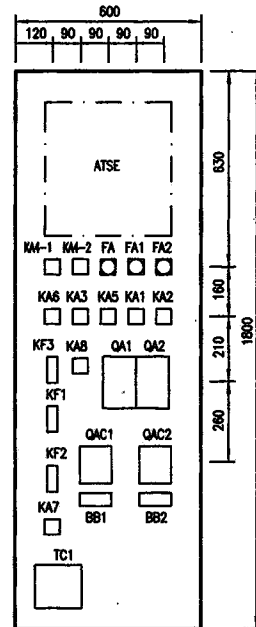 600
120 90 90 90 90
ATSE
630
KM-1 KM-2 FA FA1 FA2
160
KA6 KA3 KA5 KA1 KA2
210
1800
KF3 KA8 QA1 QA2
KF1
260
KF2 QAC1 QAC2
BB1 BB2
KA7
TC1